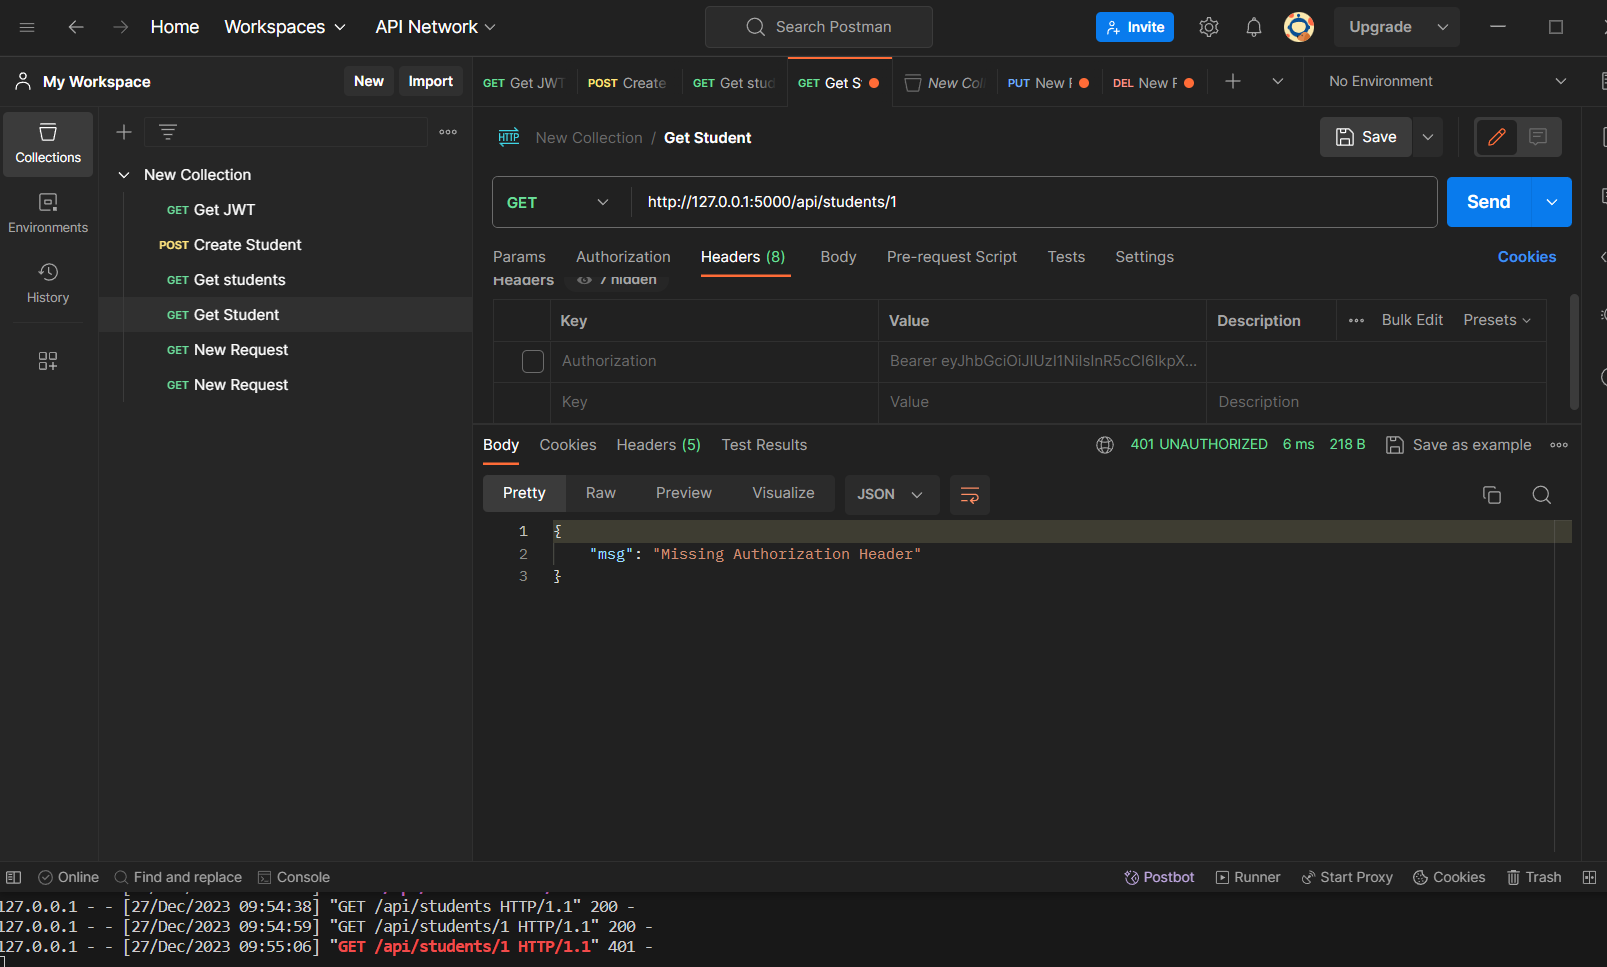 Home Workspaces API Network Search Postman Invite Upgrade
My Workspace New Import GET Get JWT POST Create GET Get stud GET Get S New Col PUT New DEL New No Environment
Collections
Environments
History
New Collection
GET Get JWT
POST Create Student
GET Get students
GET Get Student
GET New Request
GET New Request
HTTP New Collection / Get Student Save
GET http://127.0.0.1:5000/api/students/1 Send
Params Authorization Headers (8) Body Pre-request Script Tests Settings Cookies
Headers 7 hidden
Key Value Description Bulk Edit Presets
Authorization Bearer
Key Value Description
Body Cookies Headers (5) Test Results 401 UNAUTHORIZED 6 ms 218 B Save as example
Pretty Raw Preview Visualize JSON
1 {
2 "msg": "Missing Authorization Header"
3 }
Online Find and replace Console Postbot Runner Start Proxy Cookies Trash
127.0.0.1 - - [27/Dec/2023 09:54:38] "GET /api/students HTTP/1.1" 200 -
127.0.0.1 - - [27/Dec/2023 09:54:59] "GET /api/students/1 HTTP/1.1" 200 -
127.0.0.1 - - [27/Dec/2023 09:55:06] "GET /api/students/1 HTTP/1.1" 401 -